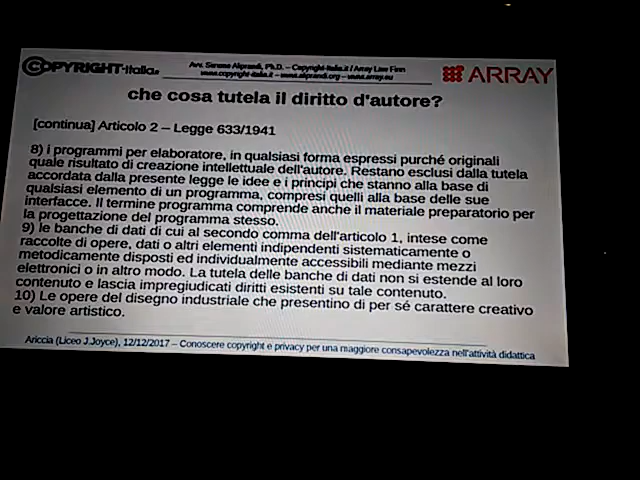 COPYRIGHT-Italia.it
Avv. Simone Aliprandi, Ph.D. – Copyright-Italia.it / Array Law Firm
www.copyright-italia.it – www.aliprandi.org – www.array.eu
ARRAY
che cosa tutela il diritto d'autore?
[continua] Articolo 2 – Legge 633/1941
8) i programmi per elaboratore, in qualsiasi forma espressi purché originali
quale risultato di creazione intellettuale dell'autore. Restano esclusi dalla tutela
accordata dalla presente legge le idee e i principi che stanno alla base di
qualsiasi elemento di un programma, compresi quelli alla base delle sue
interfacce. Il termine programma comprende anche il materiale preparatorio per
la progettazione del programma stesso.
9) le banche di dati di cui al secondo comma dell'articolo 1, intese come
raccolte di opere, dati o altri elementi indipendenti sistematicamente o
metodicamente disposti ed individualmente accessibili mediante mezzi
elettronici o in altro modo. La tutela delle banche di dati non si estende al loro
contenuto e lascia impregiudicati diritti esistenti su tale contenuto.
10) Le opere del disegno industriale che presentino di per sé carattere creativo
e valore artistico.
Ariccia (Liceo J.Joyce), 12/12/2017 – Conoscere copyright e privacy per una maggiore consapevolezza nell'attività didattica